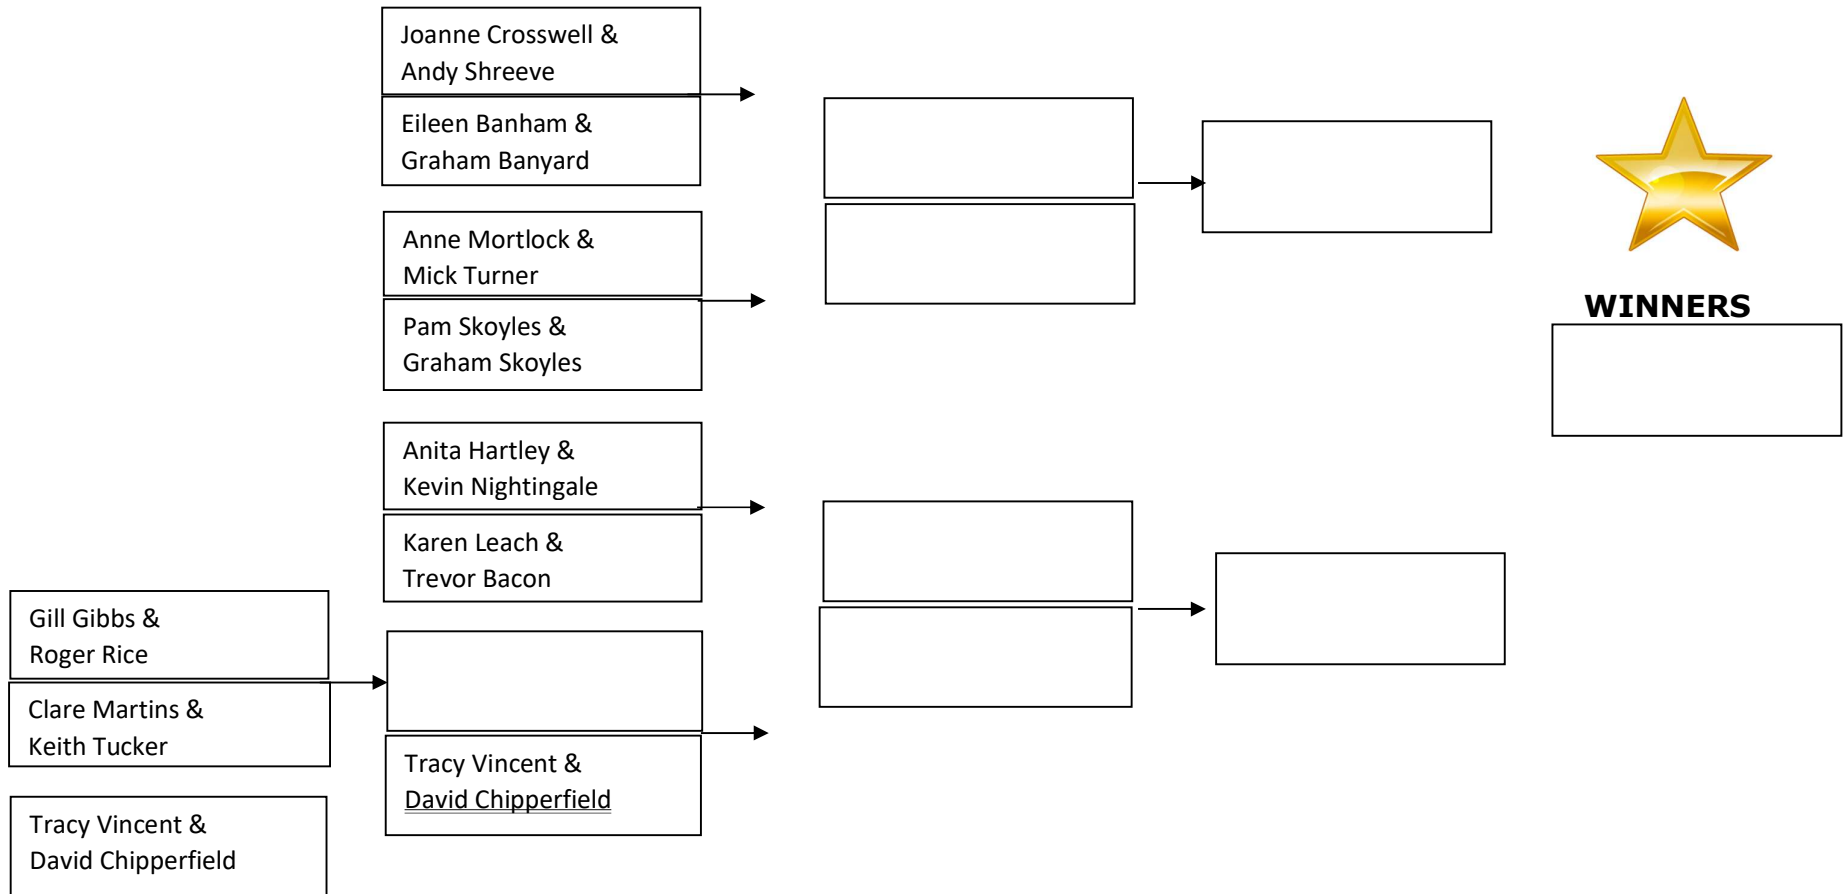 Joanne Crosswell &
Andy Shreeve
Eileen Banham &
Graham Banyard
Anne Mortlock &
Mick Turner
Pam Skoyles &
Graham Skoyles
WINNERS
Anita Hartley &
Kevin Nightingale
Karen Leach &
Trevor Bacon
Gill Gibbs &
Roger Rice
Clare Martins &
Keith Tucker
Tracy Vincent &
David Chipperfield
Tracy Vincent &
David Chipperfield